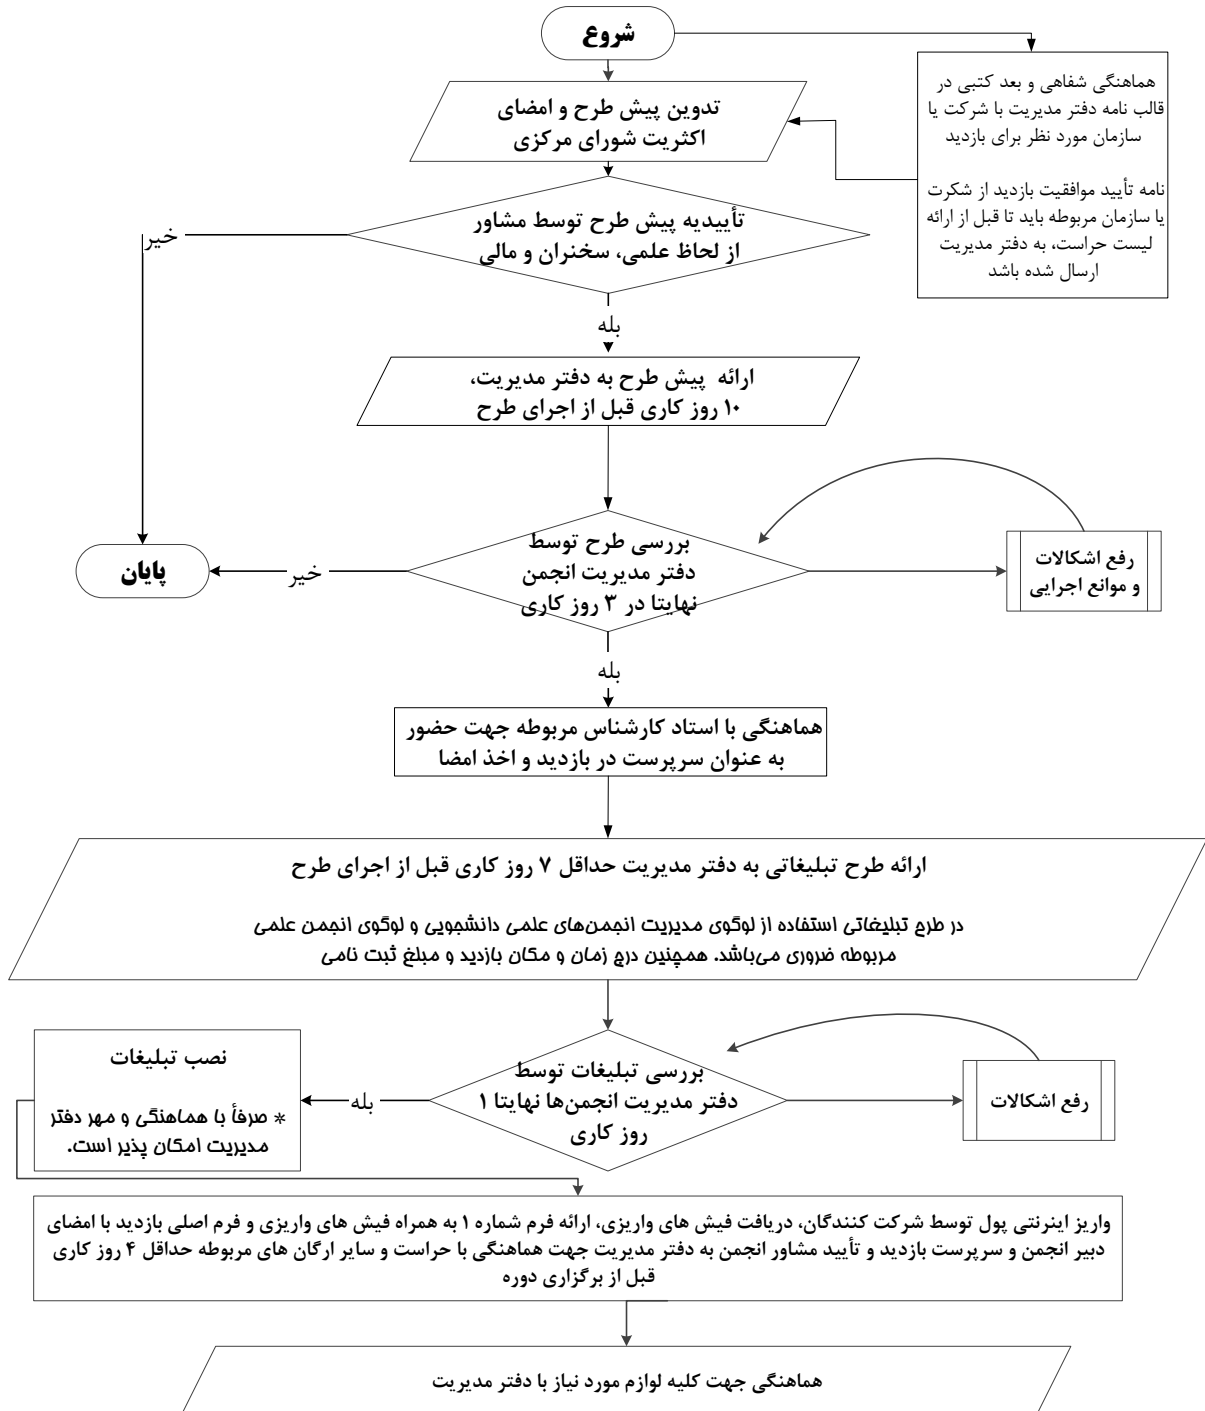 شروع
هماهنگی شفاهی و بعد کتبی در
قالب نامه دفتر مدیریت با شرکت یا
سازمان مورد نظر برای بازدید
نامه تأیید موافقیت بازدید از شکرت
یا سازمان مربوطه باید تا قبل از ارائه
لیست حراست، به دفتر مدیریت
ارسال شده باشد
تدوین پیش طرح و امضای
اکثریت شورای مرکزی
تأییدیه پیش طرح توسط مشاور
از لحاظ علمی، سخنران و مالی
خیر
بله
ارائه پیش طرح به دفتر مدیریت،
۱۰ روز کاری قبل از اجرای طرح
بررسی طرح توسط
دفتر مدیریت انجمن
نهایتا در ۳ روز کاری
رفع اشکالات
و موانع اجرایی
خیر
پایان
بله
هماهنگی با استاد کارشناس مربوطه جهت حضور
به عنوان سرپرست در بازدید و اخذ امضا
ارائه طرح تبلیغاتی به دفتر مدیریت حداقل ۷ روز کاری قبل از اجرای طرح
در طرح تبلیغاتی استفاده از لوگوی مدیریت انجمن‌های علمی دانشجویی و لوگوی انجمن علمی
مربوطه ضروری می‌باشد. همچنین درج زمان و مکان بازدید و مبلغ ثبت نامی
بررسی تبلیغات توسط
دفتر مدیریت انجمن‌ها نهایتا ۱
روز کاری
رفع اشکالات
بله
نصب تبلیغات
* صرفاً با هماهنگی و مهر دفتر
مدیریت امکان پذیر است.
واریز اینترنتی پول توسط شرکت کنندگان، دریافت فیش های واریزی، ارائه فرم شماره ۱ به همراه فیش های واریزی و فرم اصلی بازدید با امضای
دبیر انجمن و سرپرست بازدید و تأیید مشاور انجمن به دفتر مدیریت جهت هماهنگی با حراست و سایر ارگان های مربوطه حداقل ۴ روز کاری
قبل از برگزاری دوره
هماهنگی جهت کلیه لوازم مورد نیاز با دفتر مدیریت